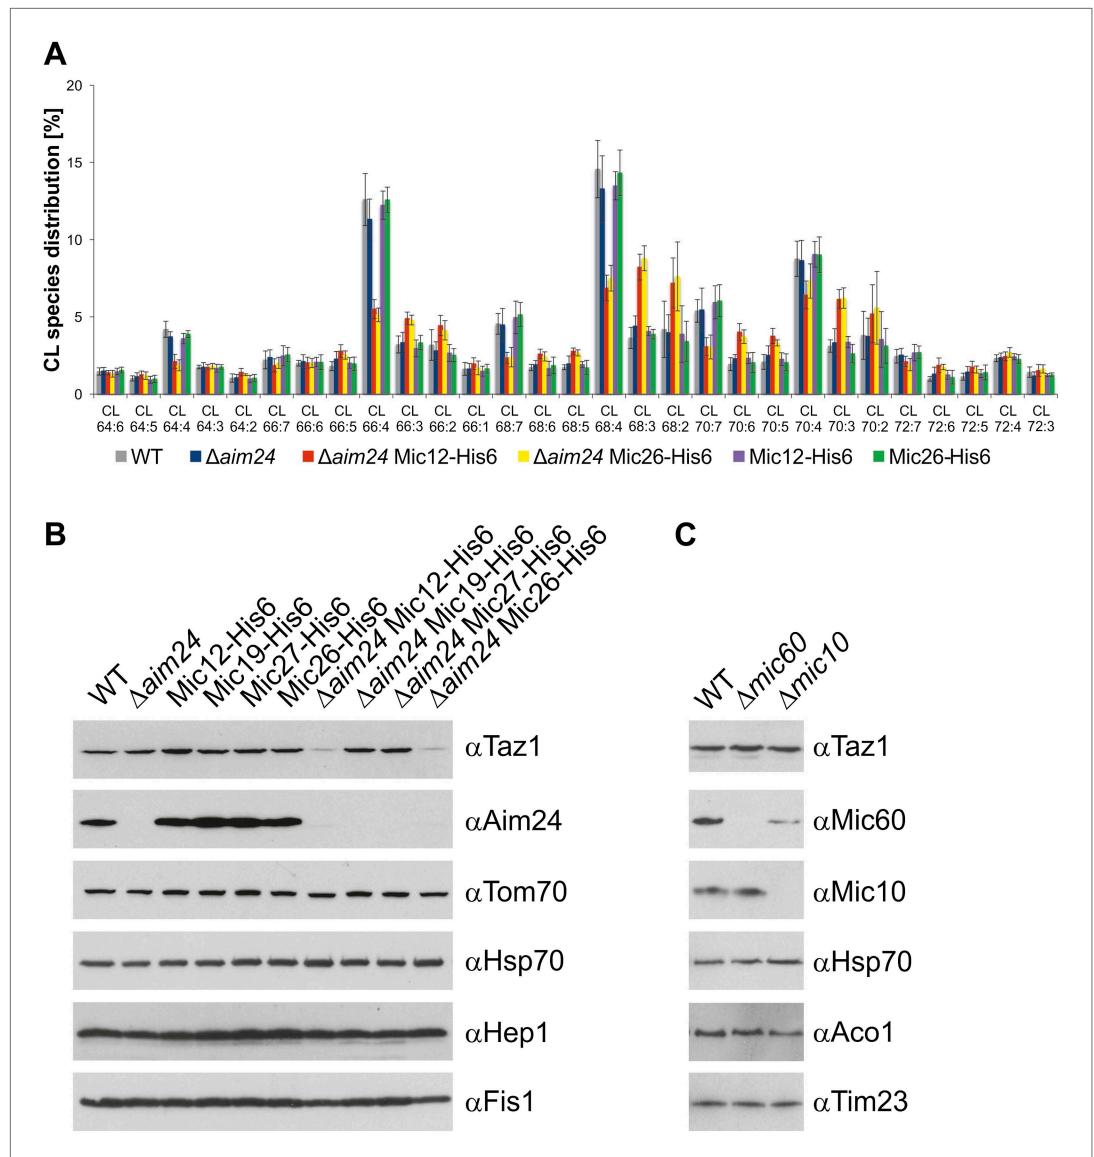 A
CL species distribution [%]
20
15
10
5
0
CL CL CL CL CL CL CL CL CL CL CL CL CL CL CL CL CL CL CL CL CL CL CL CL CL CL CL CL CL
64:6 64:5 64:4 64:3 64:2 66:7 66:6 66:5 66:4 66:3 66:2 66:1 68:7 68:6 68:5 68:4 68:3 68:2 70:7 70:6 70:5 70:4 70:3 70:2 72:7 72:6 72:5 72:4 72:3
WT Δaim24 Δaim24 Mic12-His6 Δaim24 Mic26-His6 Mic12-His6 Mic26-His6
B
WT
Δaim24
Mic12-His6
Mic19-His6
Mic27-His6
Mic26-His6
Δaim24 Mic12-His6
Δaim24 Mic19-His6
Δaim24 Mic27-His6
Δaim24 Mic26-His6
αTaz1
αAim24
αTom70
αHsp70
αHep1
αFis1
C
WT
Δmic60
Δmic10
αTaz1
αMic60
αMic10
αHsp70
αAco1
αTim23